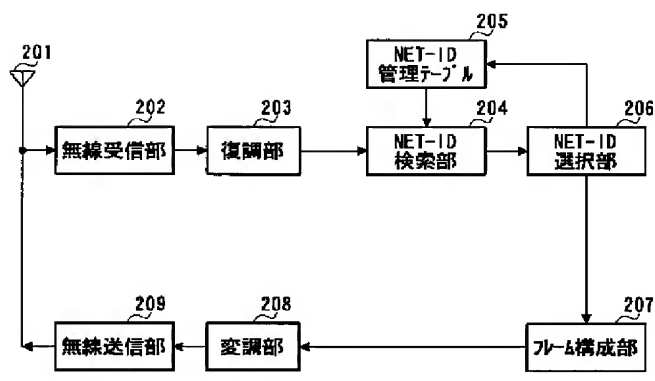 201
205
NET-ID
管理テーブル
202
203
204
206
無線受信部
復調部
NET-ID
検索部
NET-ID
選択部
209
208
207
無線送信部
変調部
フレーム構成部